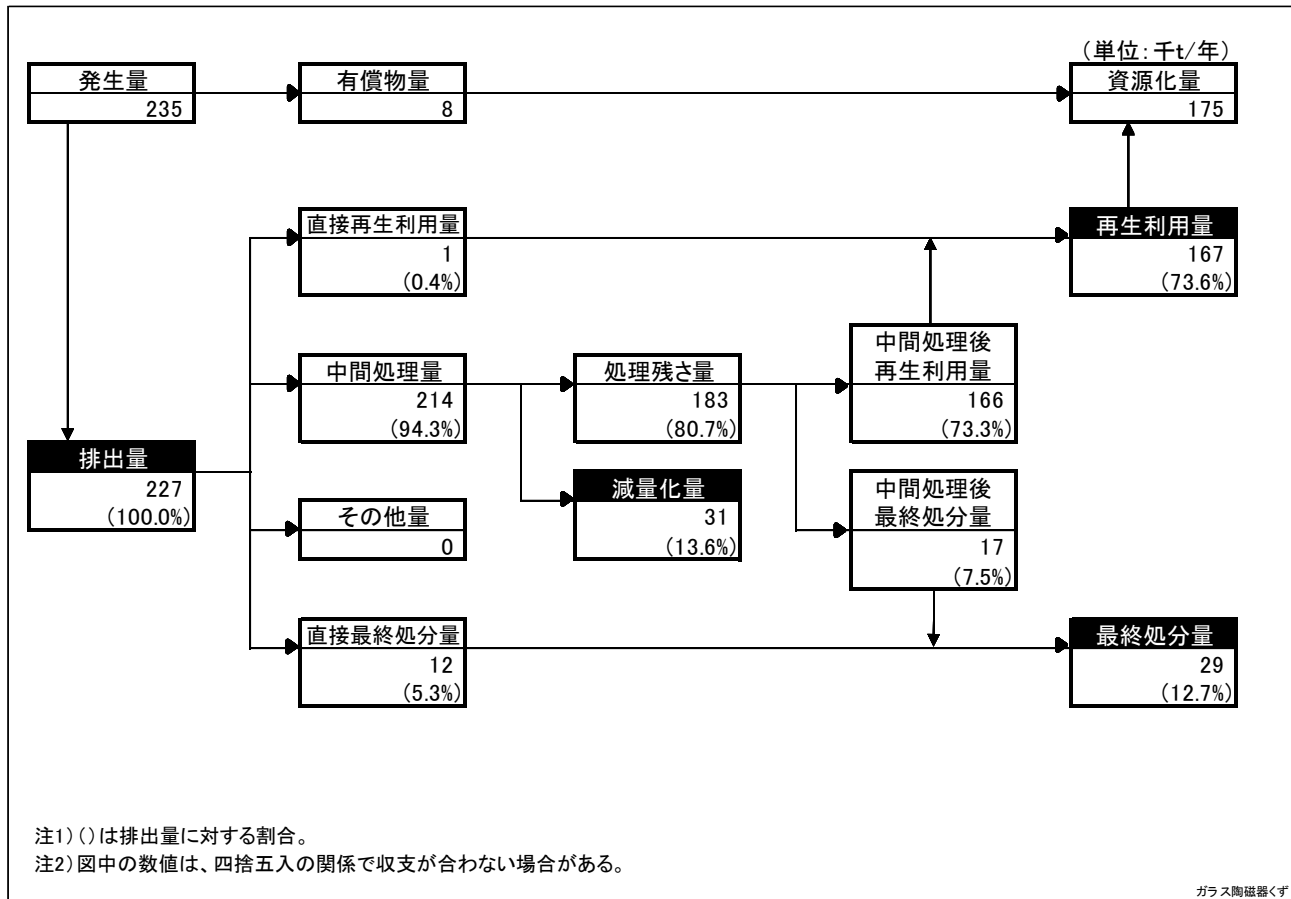 (単位：千t/年)
発生量
235
有償物量
8
資源化量
175
直接再生利用量
1
(0.4%)
再生利用量
167
(73.6%)
中間処理量
214
(94.3%)
処理残さ量
183
(80.7%)
中間処理後
再生利用量
166
(73.3%)
排出量
227
(100.0%)
減量化量
31
(13.6%)
中間処理後
最終処分量
17
(7.5%)
その他量
0
直接最終処分量
12
(5.3%)
最終処分量
29
(12.7%)
注1)()は排出量に対する割合。
注2)図中の数値は、四捨五入の関係で収支が合わない場合がある。
ガラス陶磁器くず